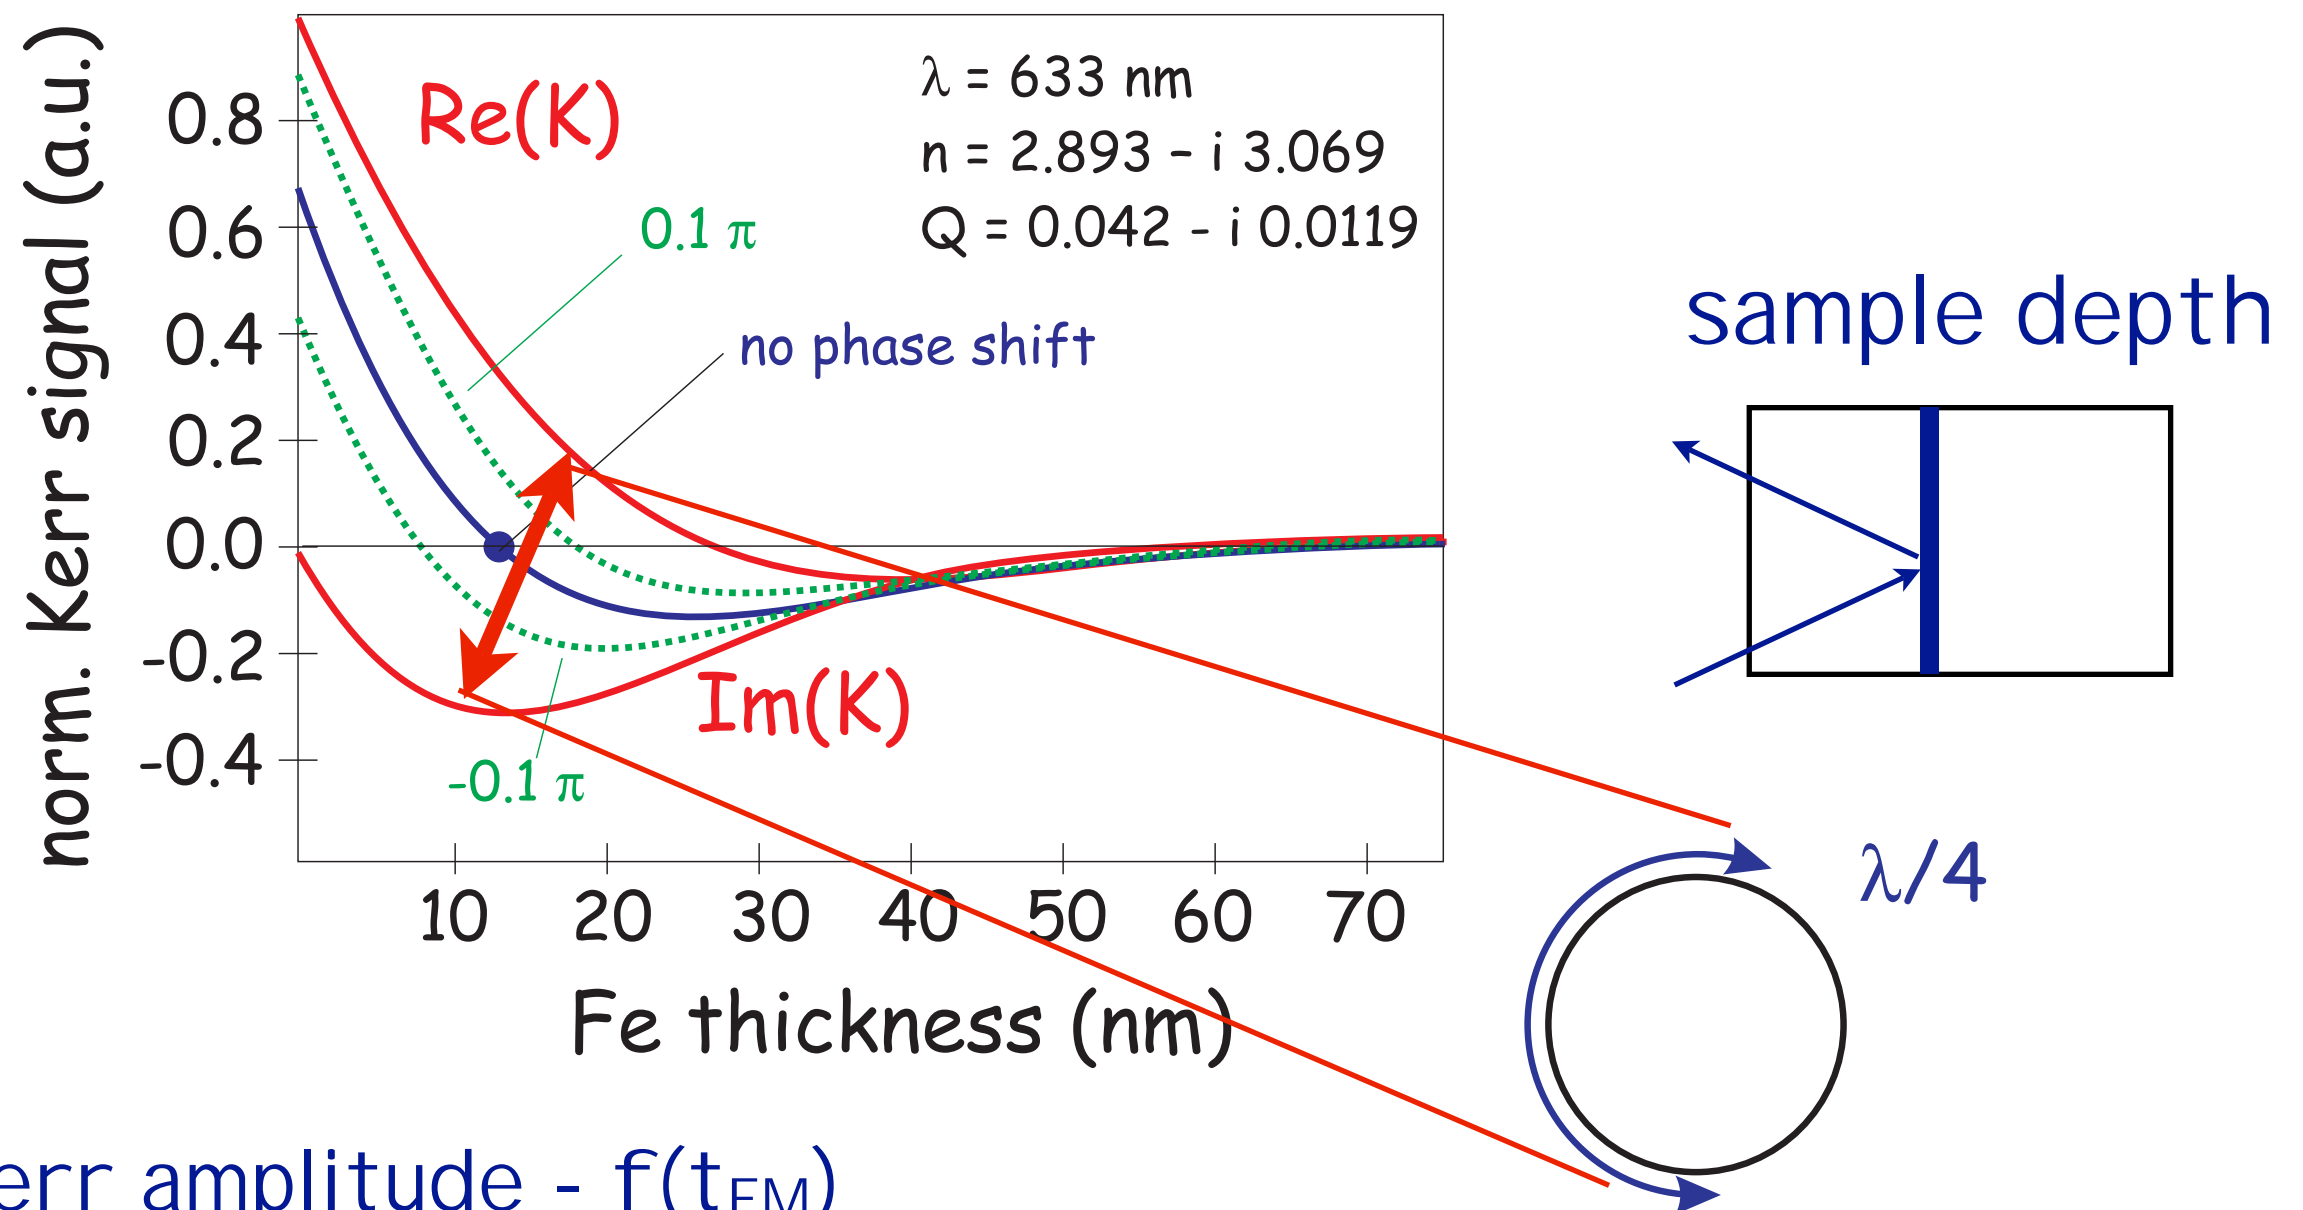 norm. Kerr signal (a.u.)
0.8
0.6
0.4
0.2
0.0
-0.2
-0.4
Re(K)
λ = 633 nm
n = 2.893 – i 3.069
Q = 0.042 - i 0.0119
0.1 π
no phase shift
Im(K)
-0.1 π
10 20 30 40 50 60 70
Fe thickness (nm)
sample depth
λ/4
err amplitude - f(tFM)